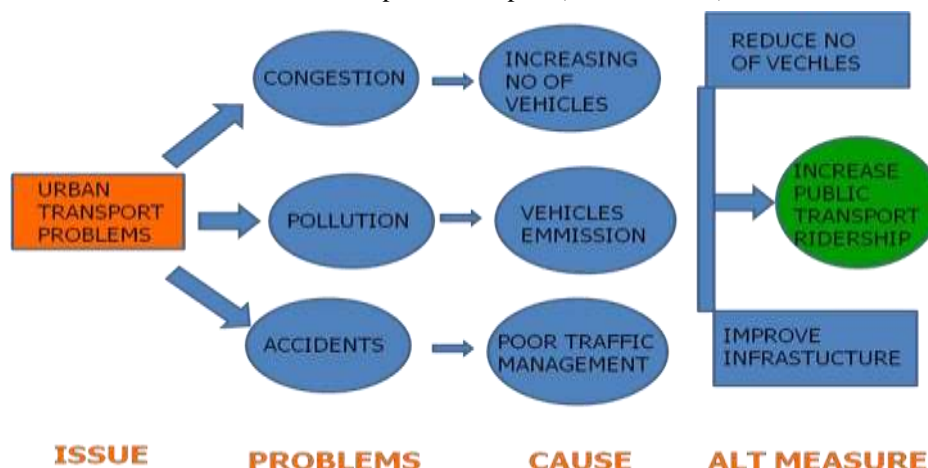 CONGESTION
INCREASING
NO OF
VEHICLES
REDUCE NO
OF VECHLES
URBAN
TRANSPORT
PROBLEMS
POLLUTION
VEHICLES
EMMISSION
INCREASE
PUBLIC
TRANSPORT
RIDERSHIP
ACCIDENTS
POOR TRAFFIC
MANAGEMENT
IMPROVE
INFRASTUCTURE
ISSUE
PROBLEMS
CAUSE
ALT MEASURE